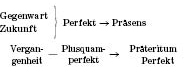 Gegenwart
Zukunft } Perfekt → Präsens
Vergan- — Plusquam- → Präteritum
genheit perfekt Perfekt